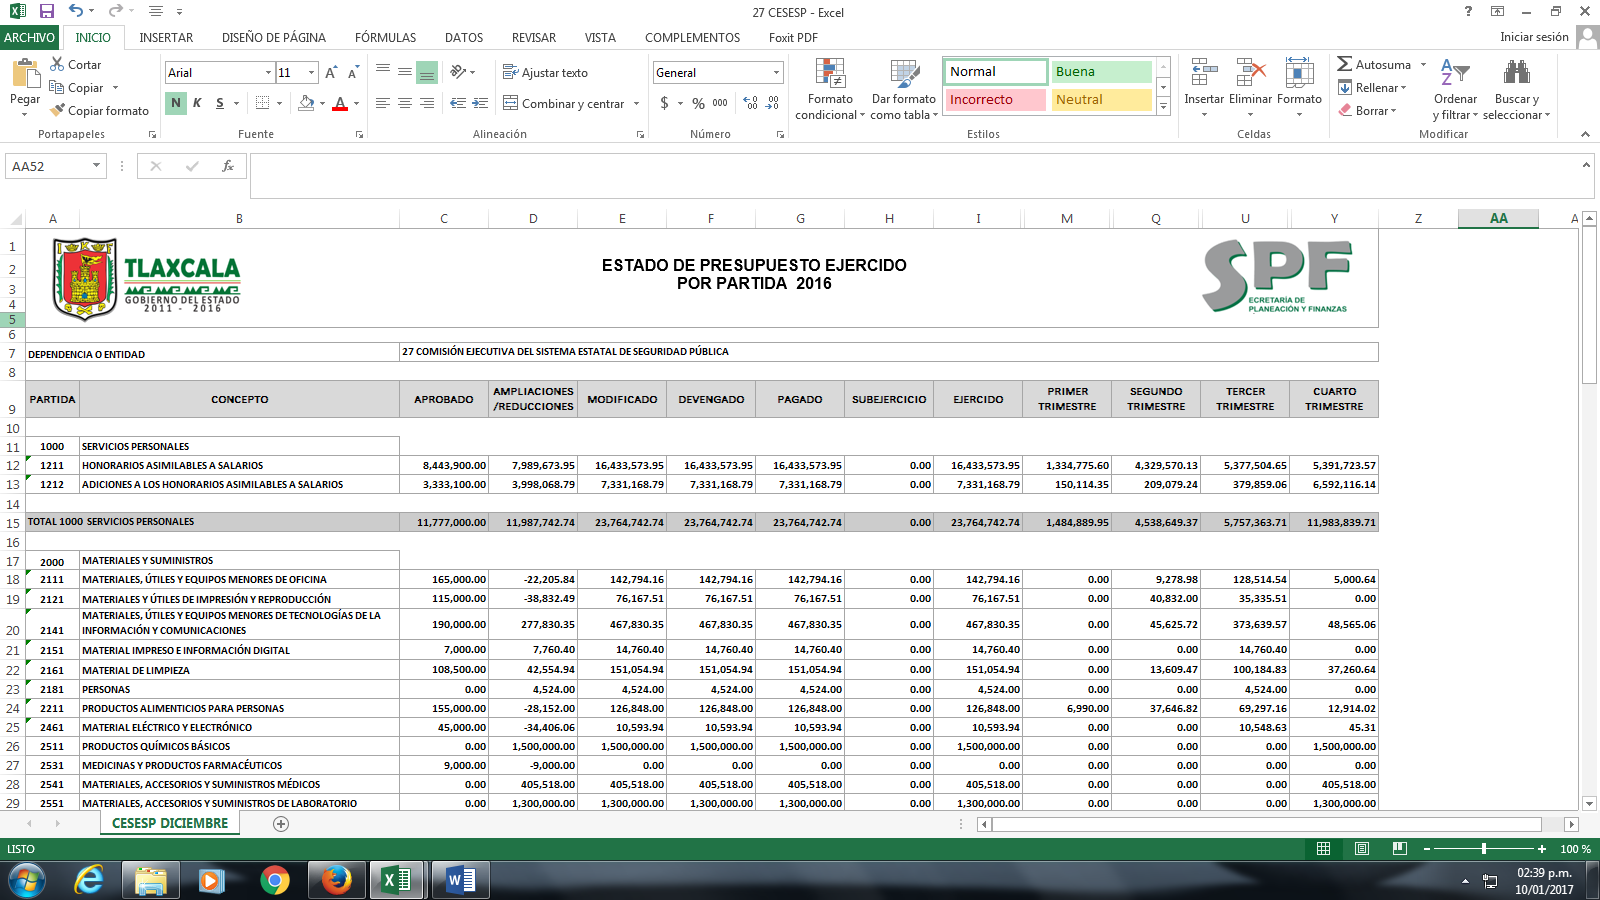 27 CESESP - Excel
ARCHIVO INICIO INSERTAR DISEÑO DE PÁGINA FÓRMULAS DATOS REVISAR VISTA COMPLEMENTOS Foxit PDF Iniciar sesión
Pegar Cortar
Copiar
Copiar formato
Arial 11
N K S A
Ajustar texto
Combinar y centrar
General
$ % 000
Formato condicional
Dar formato como tabla
Normal Buena
Incorrecto Neutral
Insertar Eliminar Formato
Autosuma
Rellenar
Borrar
Ordenar y filtrar
Buscar y seleccionar
Portapapeles Fuente Alineación Número Estilos Celdas Modificar
AA52 fx
A B C D E F G H I M Q U Y Z AA A
TLAXCALA
GOBIERNO DEL ESTADO
2011 - 2016
ESTADO DE PRESUPUESTO EJERCIDO
POR PARTIDA 2016
SPF
ECRETARÍA DE
PLANEACIÓN Y FINANZAS
1
2
3
4
5
6
7 DEPENDENCIA O ENTIDAD 27 COMISIÓN EJECUTIVA DEL SISTEMA ESTATAL DE SEGURIDAD PÚBLICA
8
9 PARTIDA CONCEPTO APROBADO AMPLIACIONES /REDUCCIONES MODIFICADO DEVENGADO PAGADO SUBEJERCICIO EJERCIDO PRIMER TRIMESTRE SEGUNDO TRIMESTRE TERCER TRIMESTRE CUARTO TRIMESTRE
10
11 1000 SERVICIOS PERSONALES
12 1211 HONORARIOS ASIMILABLES A SALARIOS 8,443,900.00 7,989,673.95 16,433,573.95 16,433,573.95 16,433,573.95 0.00 16,433,573.95 1,334,775.60 4,329,570.13 5,377,504.65 5,391,723.57
13 1212 ADICIONES A LOS HONORARIOS ASIMILABLES A SALARIOS 3,333,100.00 3,998,068.79 7,331,168.79 7,331,168.79 7,331,168.79 0.00 7,331,168.79 150,114.35 209,079.24 379,859.06 6,592,116.14
14
15 TOTAL 1000 SERVICIOS PERSONALES 11,777,000.00 11,987,742.74 23,764,742.74 23,764,742.74 23,764,742.74 0.00 23,764,742.74 1,484,889.95 4,538,649.37 5,757,363.71 11,983,839.71
16
17 2000 MATERIALES Y SUMINISTROS
18 2111 MATERIALES, ÚTILES Y EQUIPOS MENORES DE OFICINA 165,000.00 -22,205.84 142,794.16 142,794.16 142,794.16 0.00 142,794.16 0.00 9,278.98 128,514.54 5,000.64
19 2121 MATERIALES Y ÚTILES DE IMPRESIÓN Y REPRODUCCIÓN 115,000.00 -38,832.49 76,167.51 76,167.51 76,167.51 0.00 76,167.51 0.00 40,832.00 35,335.51 0.00
20 2141 MATERIALES, ÚTILES Y EQUIPOS MENORES DE TECNOLOGÍAS DE LA INFORMACIÓN Y COMUNICACIONES 190,000.00 277,830.35 467,830.35 467,830.35 467,830.35 0.00 467,830.35 0.00 45,625.72 373,639.57 48,565.06
21 2151 MATERIAL IMPRESO E INFORMACIÓN DIGITAL 7,000.00 7,760.40 14,760.40 14,760.40 14,760.40 0.00 14,760.40 0.00 0.00 14,760.40 0.00
22 2161 MATERIAL DE LIMPIEZA 108,500.00 42,554.94 151,054.94 151,054.94 151,054.94 0.00 151,054.94 0.00 13,609.47 100,184.83 37,260.64
23 2181 PERSONAS 0.00 4,524.00 4,524.00 4,524.00 4,524.00 0.00 4,524.00 0.00 0.00 4,524.00 0.00
24 2211 PRODUCTOS ALIMENTICIOS PARA PERSONAS 155,000.00 -28,152.00 126,848.00 126,848.00 126,848.00 0.00 126,848.00 6,990.00 37,646.82 69,297.16 12,914.02
25 2461 MATERIAL ELÉCTRICO Y ELECTRÓNICO 45,000.00 -34,406.06 10,593.94 10,593.94 10,593.94 0.00 10,593.94 0.00 0.00 10,548.63 45.31
26 2511 PRODUCTOS QUÍMICOS BÁSICOS 0.00 1,500,000.00 1,500,000.00 1,500,000.00 1,500,000.00 0.00 1,500,000.00 0.00 0.00 0.00 1,500,000.00
27 2531 MEDICINAS Y PRODUCTOS FARMACÉUTICOS 9,000.00 -9,000.00 0.00 0.00 0.00 0.00 0.00 0.00 0.00 0.00 0.00
28 2541 MATERIALES, ACCESORIOS Y SUMINISTROS MÉDICOS 0.00 405,518.00 405,518.00 405,518.00 405,518.00 0.00 405,518.00 0.00 0.00 0.00 405,518.00
29 2551 MATERIALES, ACCESORIOS Y SUMINISTROS DE LABORATORIO 0.00 1,300,000.00 1,300,000.00 1,300,000.00 1,300,000.00 0.00 1,300,000.00 0.00 0.00 0.00 1,300,000.00
CESESP DICIEMBRE
LISTO 100 %
02:39 p.m.
10/01/2017